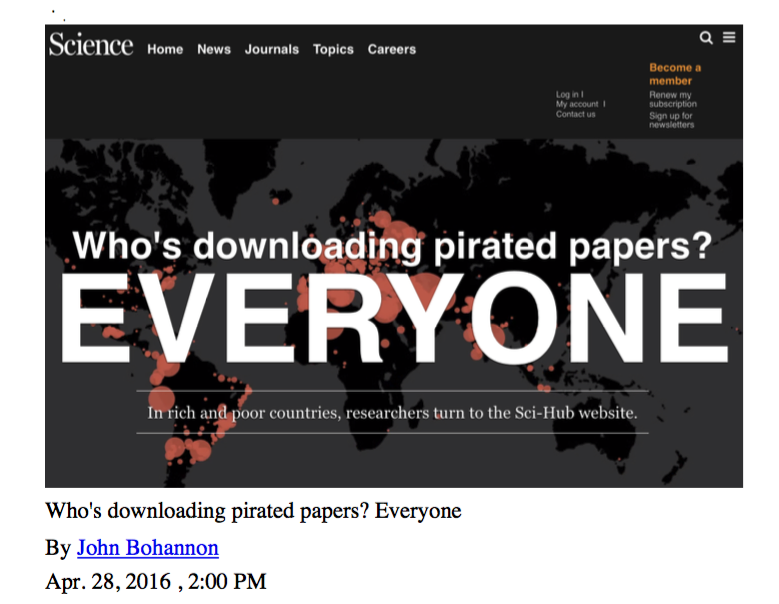 Science Home News Journals Topics Careers
Become a
member
Log in I
My account I
Contact us
Renew my
subscription
Sign up for
newsletters
Who's downloading pirated papers?
EVERYONE
In rich and poor countries, researchers turn to the Sci-Hub website.
Who's downloading pirated papers? Everyone
By John Bohannon
Apr. 28, 2016 , 2:00 PM